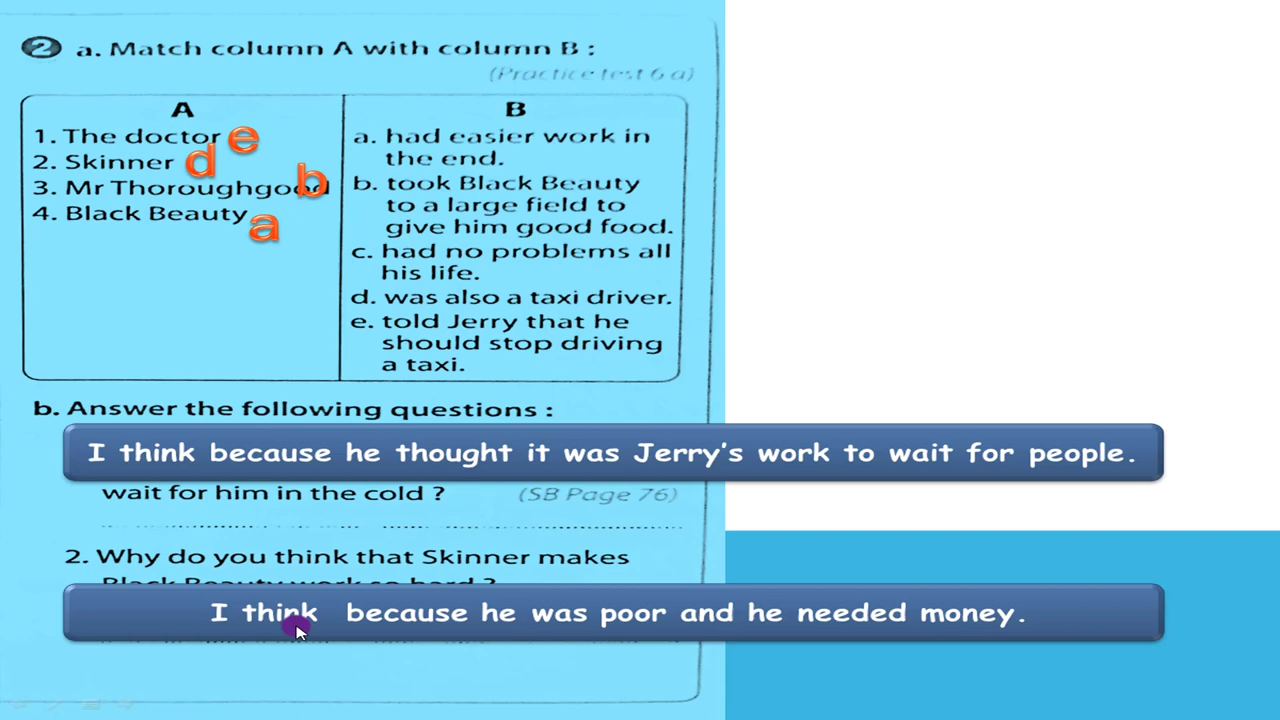 2 a. Match column A with column B :
(Practice test 6 a)
A
1. The doctor e
2. Skinner d
3. Mr Thoroughgood b
4. Black Beauty a
B
a. had easier work in
the end.
b. took Black Beauty
to a large field to
give him good food.
c. had no problems all
his life.
d. was also a taxi driver.
e. told Jerry that he
should stop driving
a taxi.
b. Answer the following questions :
I think because he thought it was Jerry's work to wait for people.
wait for him in the cold ? (SB Page 76)
2. Why do you think that Skinner makes
Black Beauty work so hard ?
I think because he was poor and he needed money.